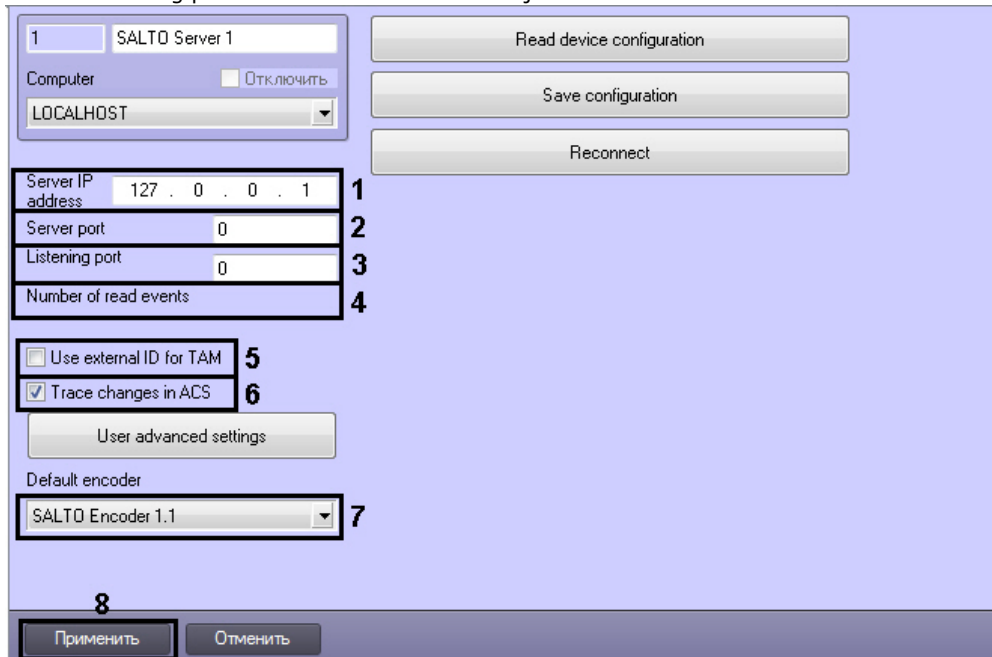 1 SALTO Server 1
Computer Отключить
LOCALHOST
Read device configuration
Save configuration
Reconnect
Server IP
address 127 . 0 . 0 . 1 1
Server port 0 2
Listening port 0 3
Number of read events 4
Use external ID for TAM 5
Trace changes in ACS 6
User advanced settings
Default encoder
SALTO Encoder 1.1 7
8
Применить Отменить